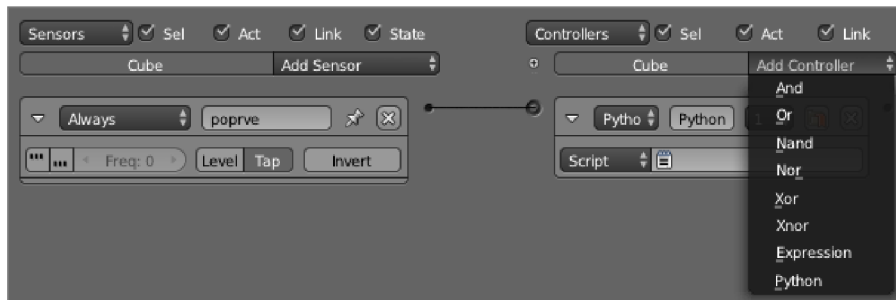 Sensors Sel Act Link State
Cube Add Sensor
Always poprve
Freq: 0 Level Tap Invert
Controllers Sel Act Link
Cube Add Controller
Pytho Python 1
Script
And
Or
Nand
Nor
Xor
Xnor
Expression
Python